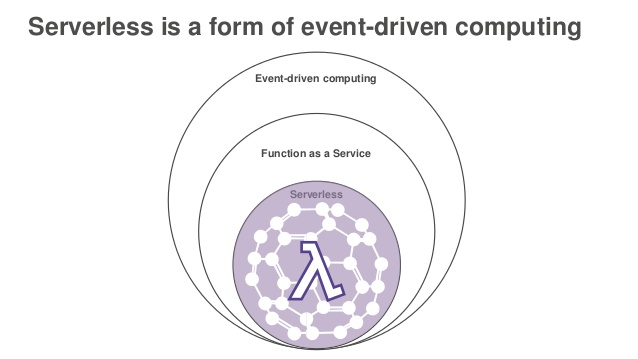 Serverless is a form of event-driven computing
Event-driven computing
Function as a Service
Serverless
λ